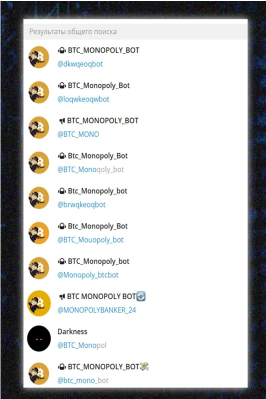 Результаты общего поиска
BTC_MONOPOLY_BOT
@dkwqeoqbot
BTC_Monopoly_Bot
@loqwkeoqwbot
BTC_MONOPOLY_BOT
@BTC_MONO
Btc_Monopoly_Bot
@BTC_Monoqoly_bot
Btc_Monopoly_bot
@brwqkeoqbot
Btc_Monopoly_Bot
@BTC_Mouopoly_bot
Btc_Monopoly_bot
@Monopoly_btcbot
BTC MONOPOLY BOT
@MONOPOLYBANKER_24
Darkness
@BTC_Monopol
BTC_MONOPOLY_BOT
@btc_mono_bot